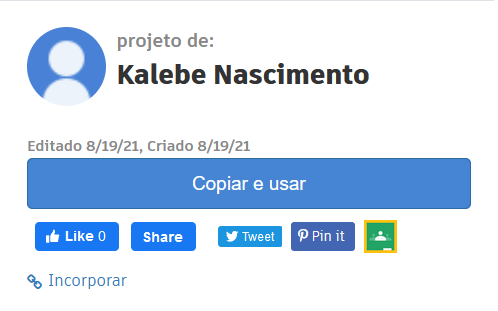 projeto de:
Kalebe Nascimento
Editado 8/19/21, Criado 8/19/21
Copiar e usar
Like 0 Share Tweet Pin it
Incorporar